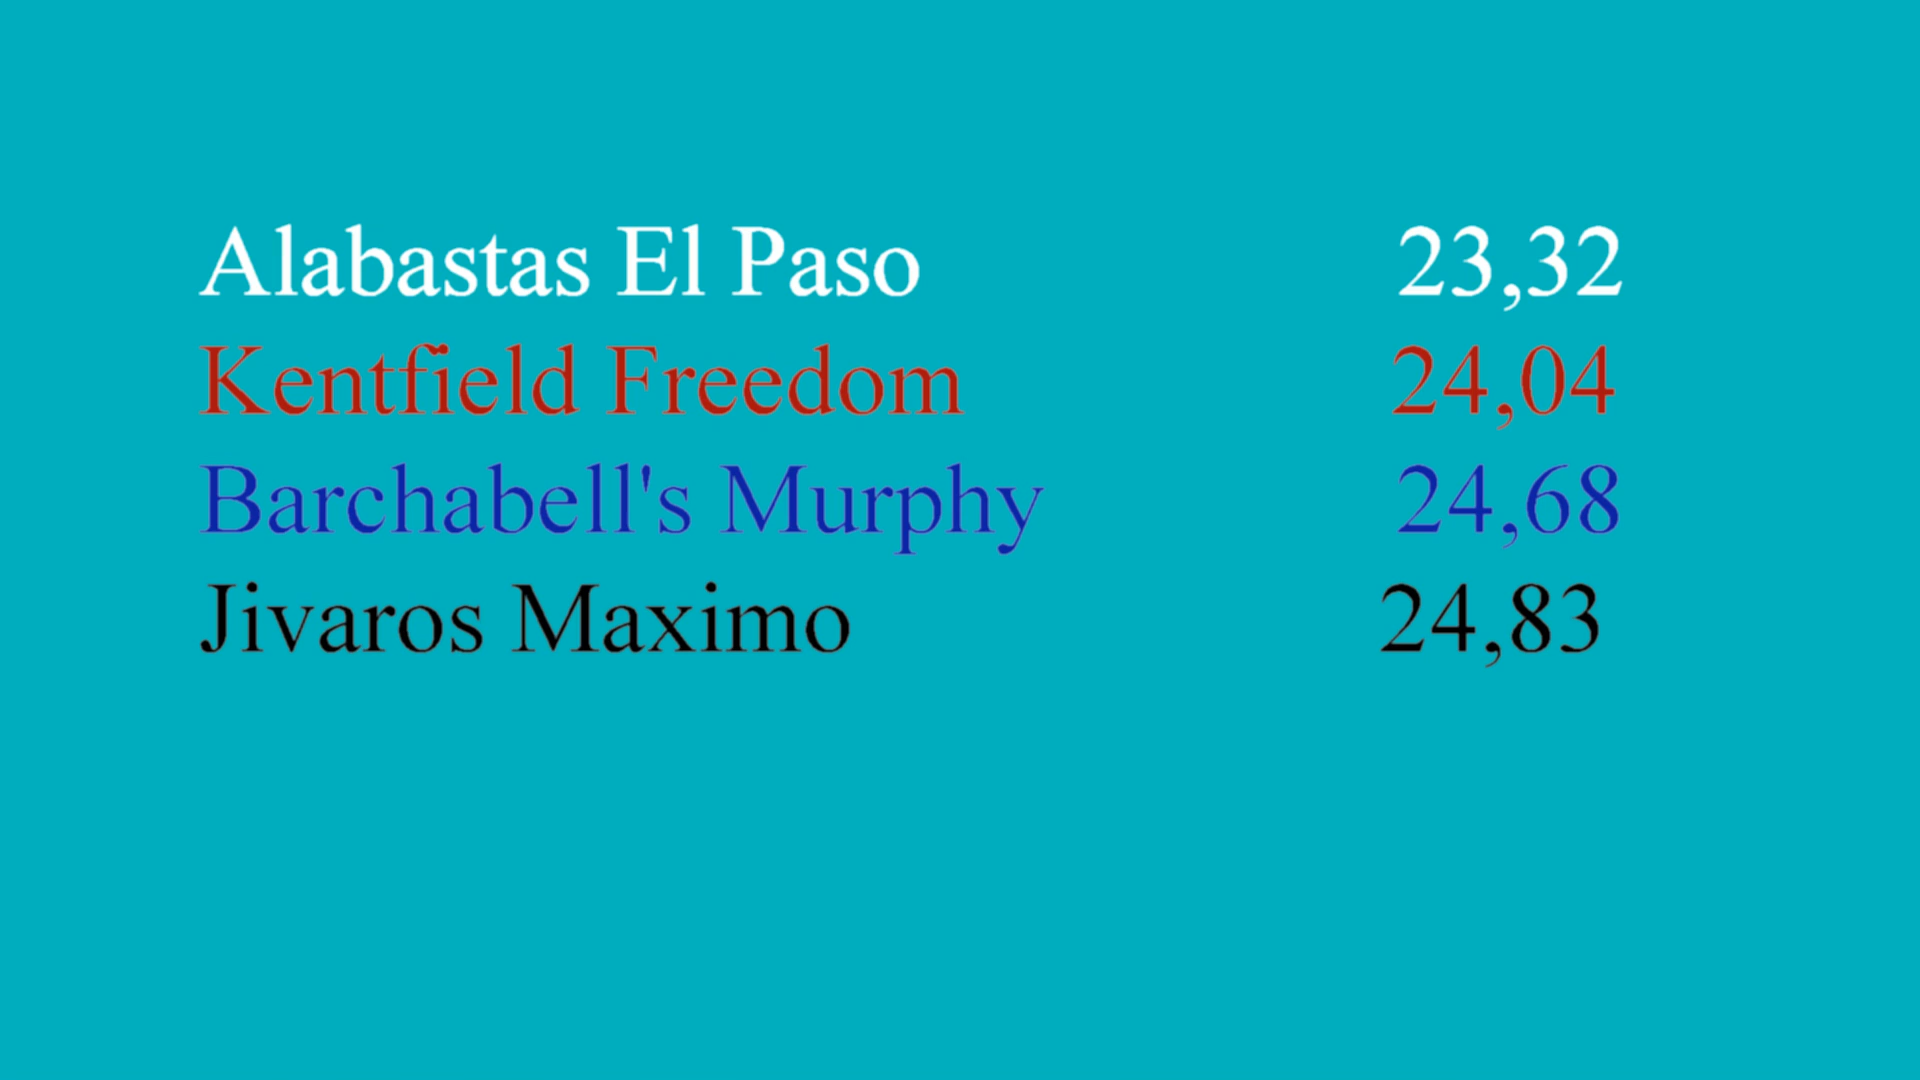 Alabastas El Paso 23,32
Kentfield Freedom 24,04
Barchabell's Murphy 24,68
Jivaros Maximo 24,83